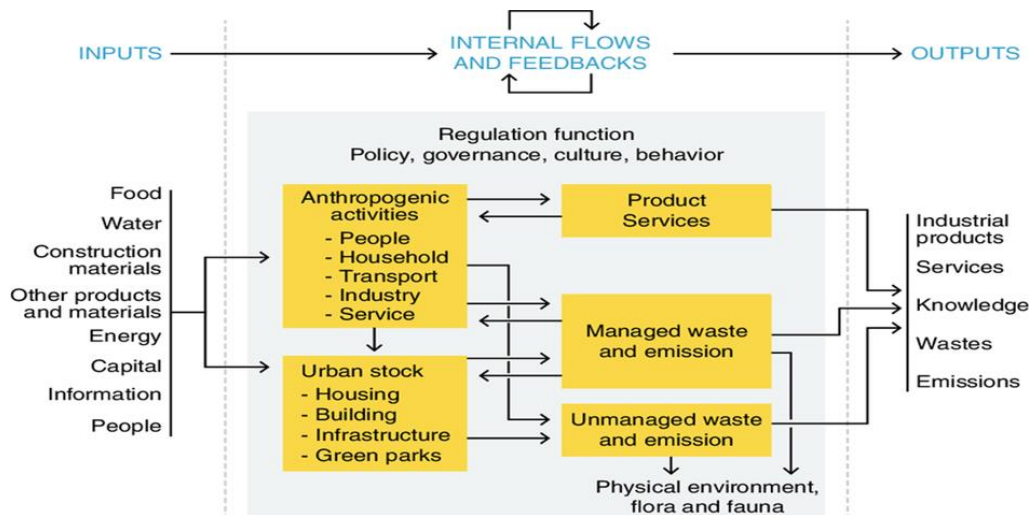 INPUTS
INTERNAL FLOWS
AND FEEDBACKS
OUTPUTS
Regulation function
Policy, governance, culture, behavior
Food
Water
Construction
materials
Other products
and materials
Energy
Capital
Information
People
Anthropogenic
activities
- People
- Household
- Transport
- Industry
- Service
Urban stock
- Housing
- Building
- Infrastructure
- Green parks
Product
Services
Managed waste
and emission
Unmanaged waste
and emission
Physical environment,
flora and fauna
Industrial
products
Services
Knowledge
Wastes
Emissions